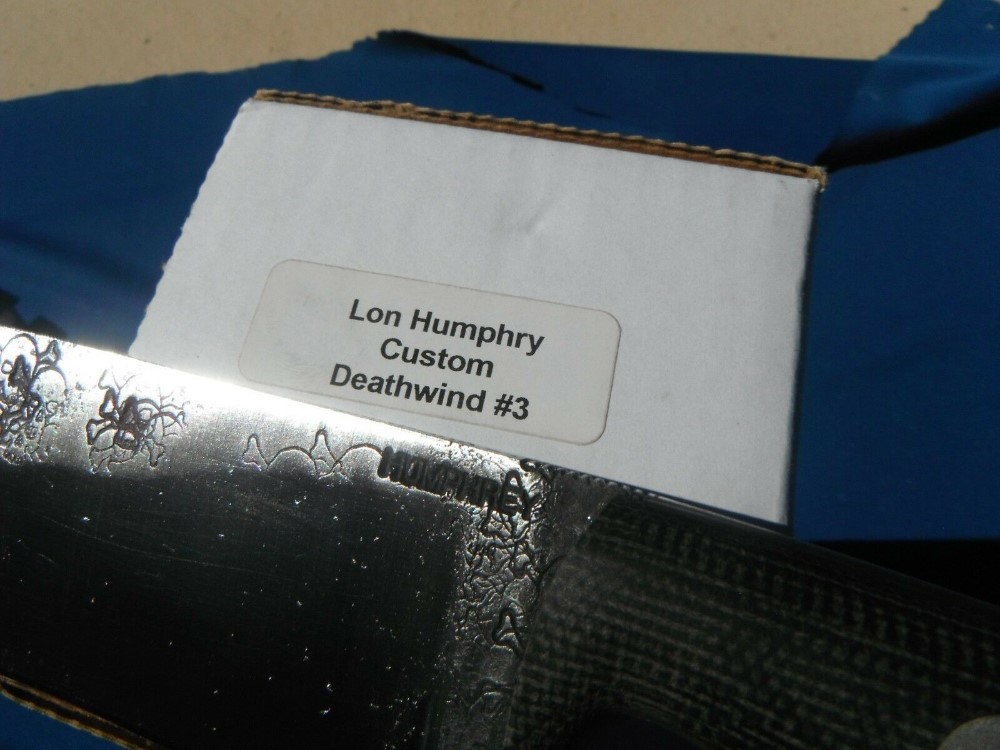 Lon Humphry
Custom
Deathwind #3
HUMPHREY